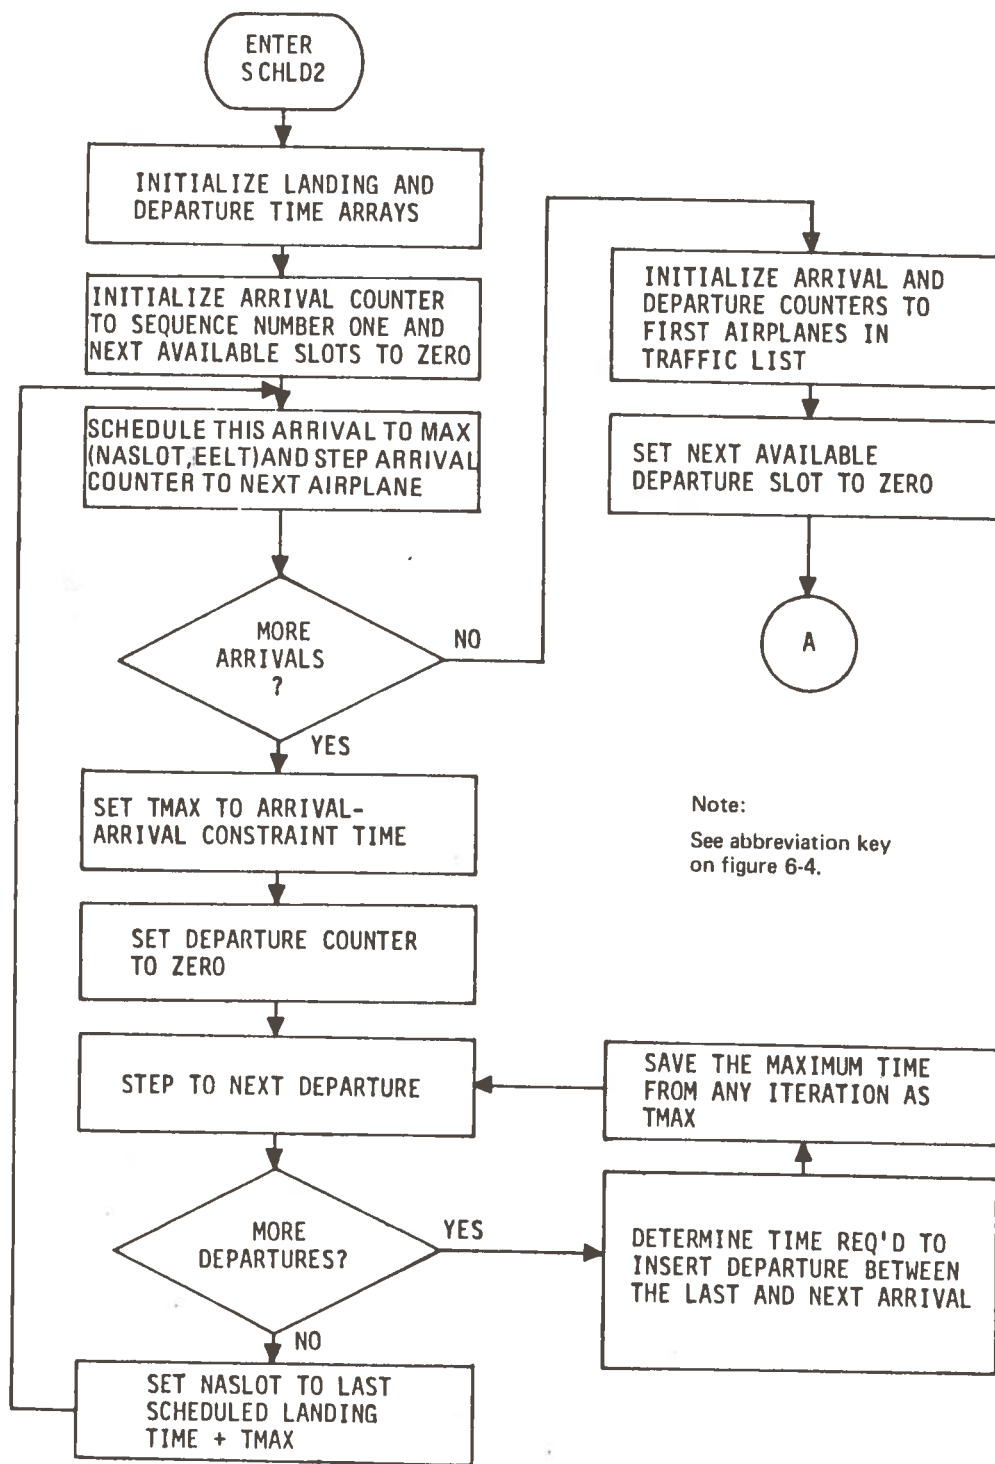 ENTER
SCHLD2
INITIALIZE LANDING AND
DEPARTURE TIME ARRAYS
INITIALIZE ARRIVAL COUNTER
TO SEQUENCE NUMBER ONE AND
NEXT AVAILABLE SLOTS TO ZERO
SCHEDULE THIS ARRIVAL TO MAX
(NASLOT,EELT)AND STEP ARRIVAL
COUNTER TO NEXT AIRPLANE
MORE
ARRIVALS
?
NO
YES
INITIALIZE ARRIVAL AND
DEPARTURE COUNTERS TO
FIRST AIRPLANES IN
TRAFFIC LIST
SET NEXT AVAILABLE
DEPARTURE SLOT TO ZERO
A
SET TMAX TO ARRIVAL-
ARRIVAL CONSTRAINT TIME
Note:
See abbreviation key
on figure 6-4.
SET DEPARTURE COUNTER
TO ZERO
STEP TO NEXT DEPARTURE
SAVE THE MAXIMUM TIME
FROM ANY ITERATION AS
TMAX
MORE
DEPARTURES?
YES
NO
DETERMINE TIME REQ'D TO
INSERT DEPARTURE BETWEEN
THE LAST AND NEXT ARRIVAL
SET NASLOT TO LAST
SCHEDULED LANDING
TIME + TMAX